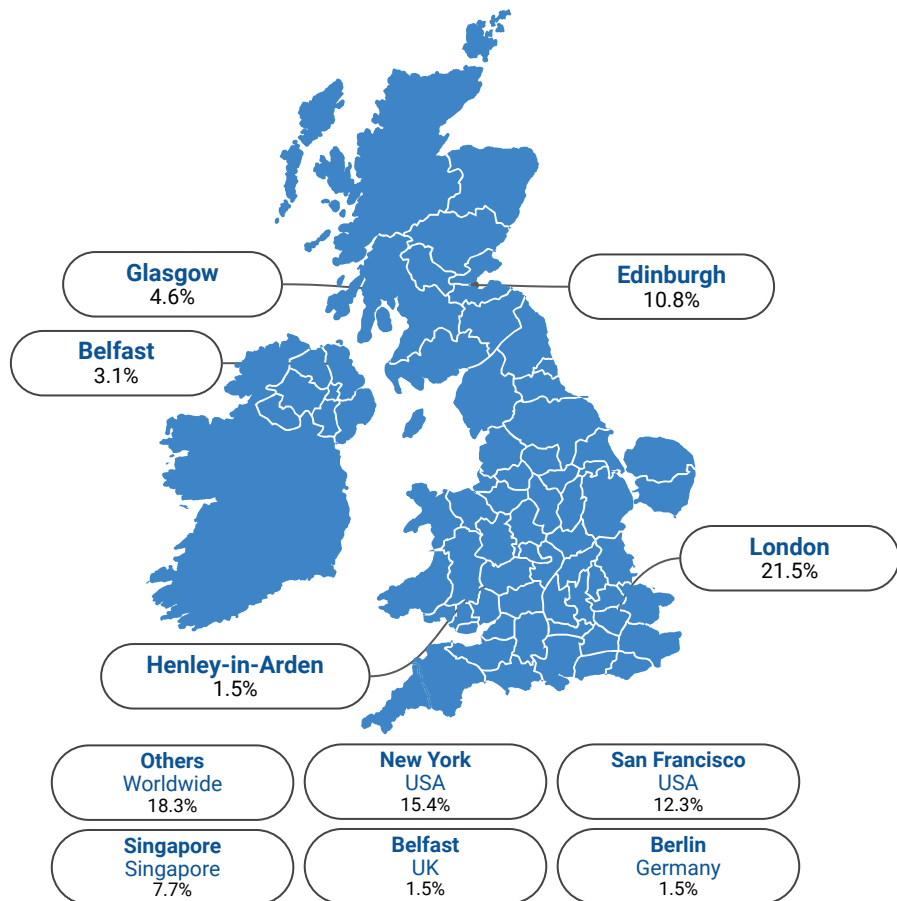 Glasgow
4.6%
Edinburgh
10.8%
Belfast
3.1%
London
21.5%
Henley-in-Arden
1.5%
Others
Worldwide
18.3%
New York
USA
15.4%
San Francisco
USA
12.3%
Singapore
Singapore
7.7%
Belfast
UK
1.5%
Berlin
Germany
1.5%